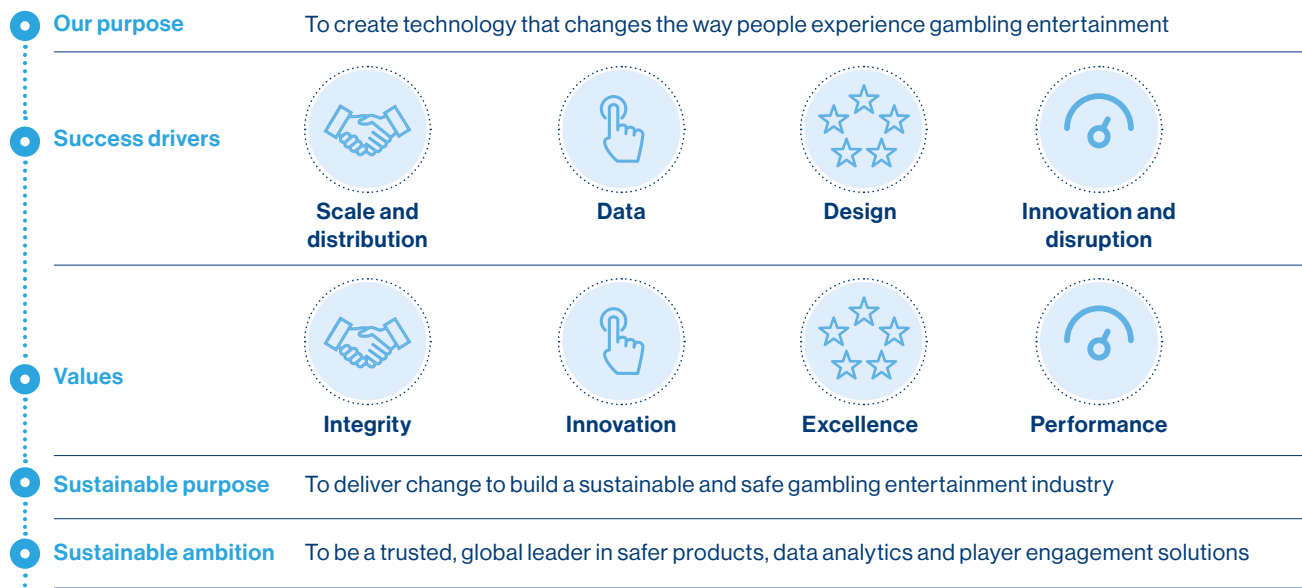 Our purpose
To create technology that changes the way people experience gambling entertainment
Success drivers
Scale and
distribution
Data
Design
Innovation and
disruption
Values
Integrity
Innovation
Excellence
Performance
Sustainable purpose
To deliver change to build a sustainable and safe gambling entertainment industry
Sustainable ambition
To be a trusted, global leader in safer products, data analytics and player engagement solutions